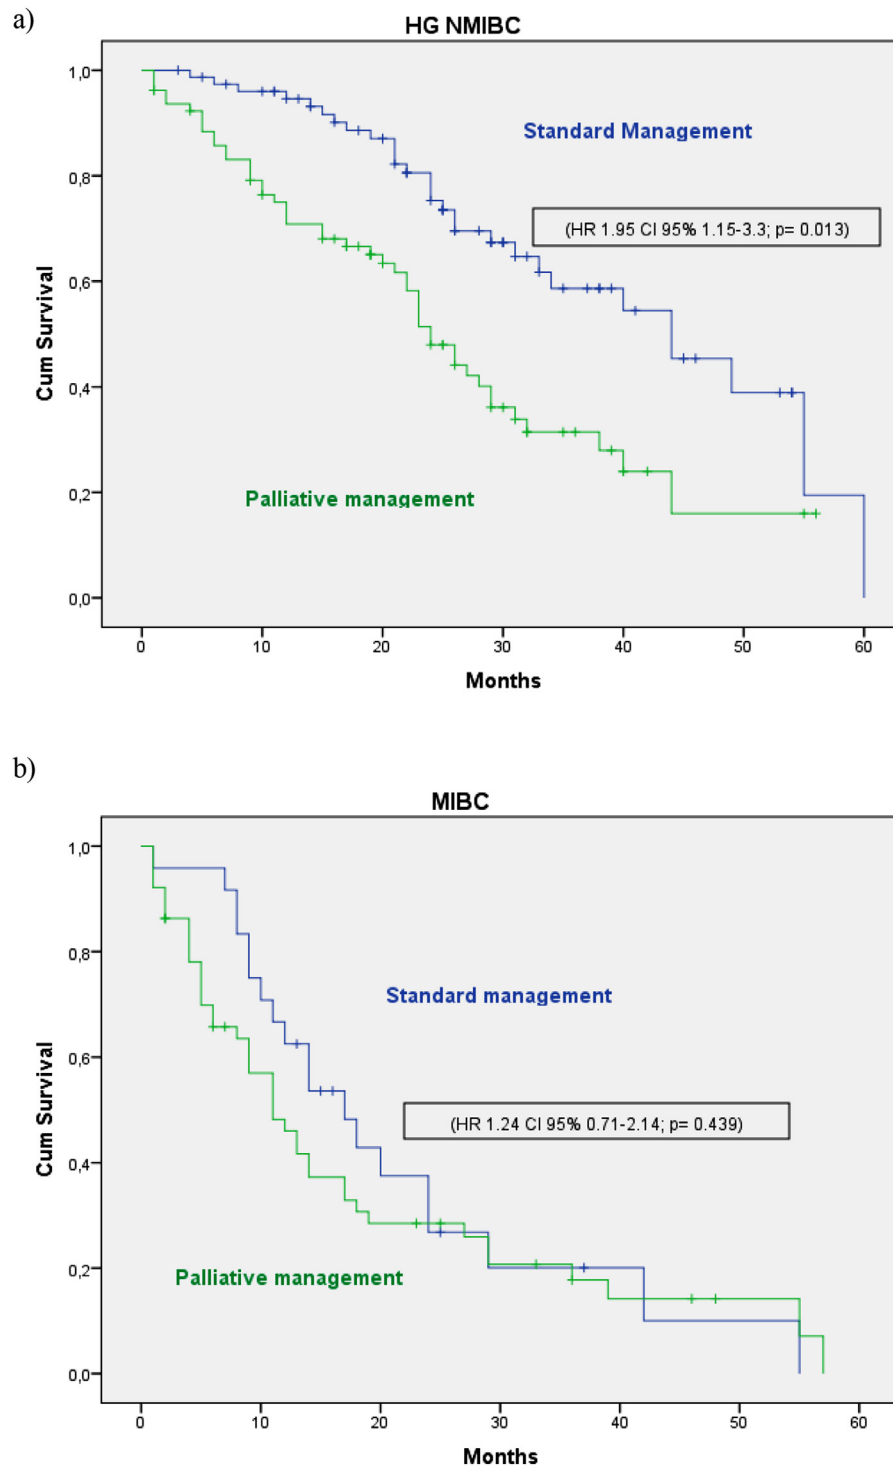 a)
HG NMIBC
1,0
0,8
0,6
0,4
0,2
0,0
Cum Survival
Standard Management
(HR 1.95 CI 95% 1.15-3.3; p= 0.013)
Palliative management
0 10 20 30 40 50 60
Months
b)
MIBC
1,0
0,8
0,6
0,4
0,2
0,0
Cum Survival
Standard management
(HR 1.24 CI 95% 0.71-2.14; p= 0.439)
Palliative management
0 10 20 30 40 50 60
Months